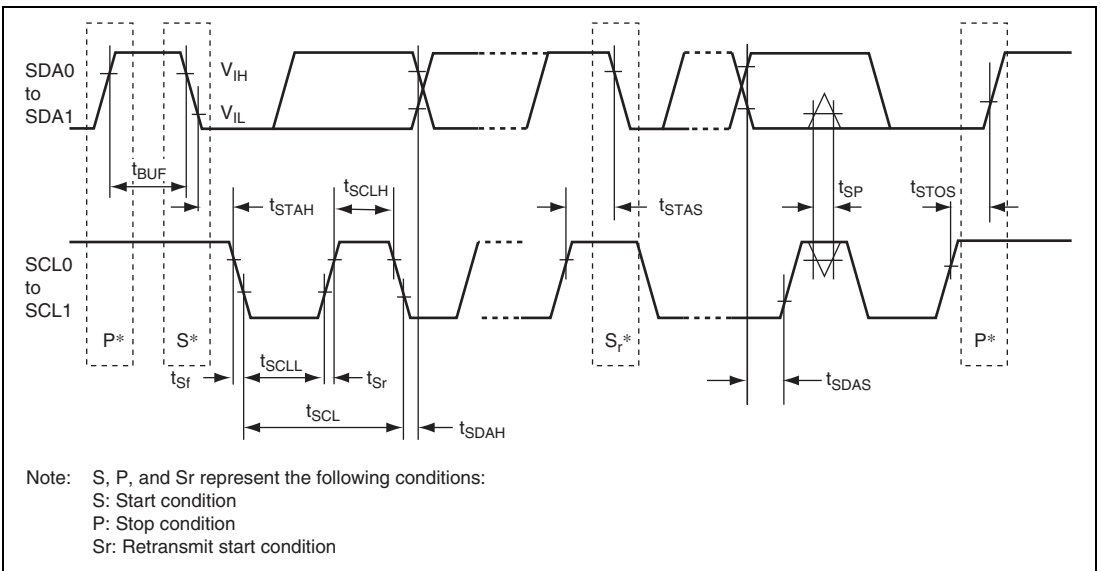 SDA0
to
SDA1
V_IH
V_IL
t_BUF
t_STAH
t_SCLH
t_STAS
t_SP
t_STOS
SCL0
to
SCL1
P*
S*
S_r*
P*
t_Sf
t_SCLL
t_Sr
t_SDAS
t_SCL
t_SDAH
Note: S, P, and Sr represent the following conditions:
S: Start condition
P: Stop condition
Sr: Retransmit start condition